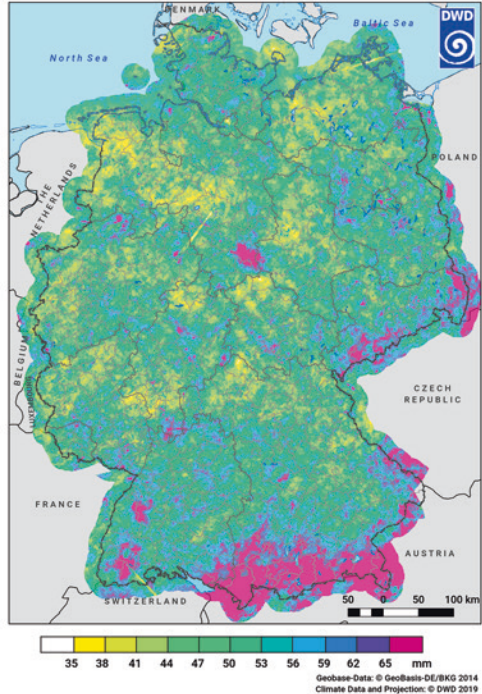 DENMARK
Baltic Sea
DWD
North Sea
POLAND
THE
NETHERLANDS
BELGIUM
LUXEMBOURG
CZECH
REPUBLIC
FRANCE
AUSTRIA
SWITZERLAND
50 0 50 100 km
35 38 41 44 47 50 53 56 59 62 65 mm
Geobase-Data: © GeoBasis-DE/BKG 2014
Climate Data and Projection: © DWD 2019